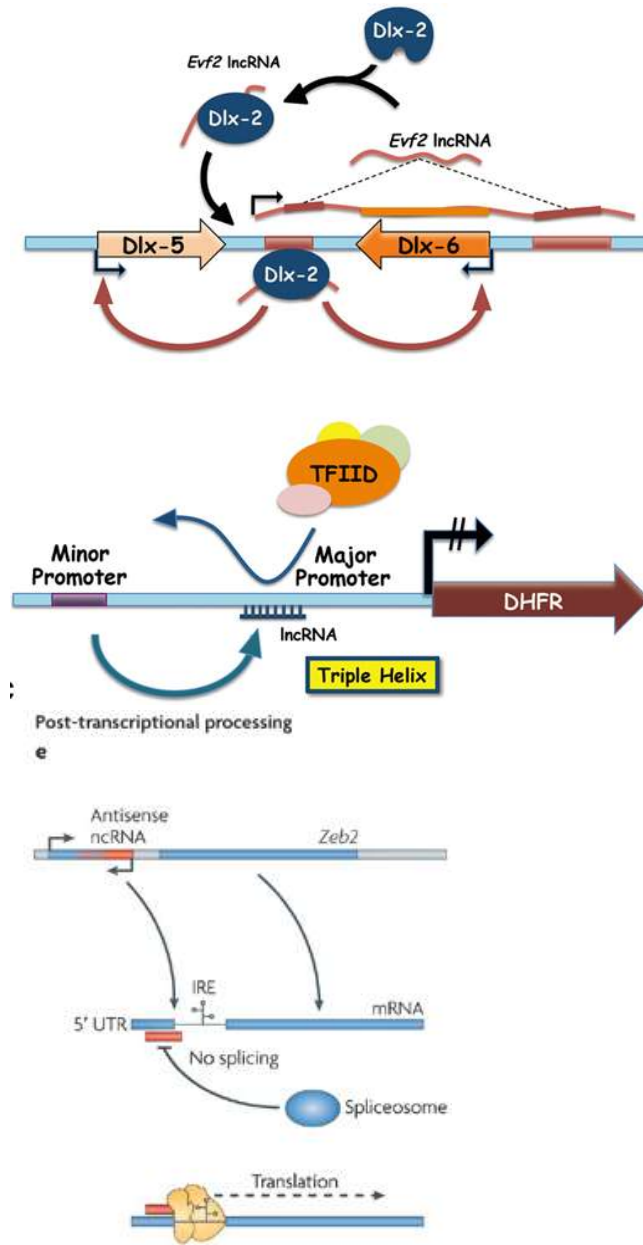 Dlx-2
Evf2 lncRNA
Dlx-2
Evf2 lncRNA
Dlx-5
Dlx-6
Dlx-2
TFIID
Minor
Promoter
Major
Promoter
DHFR
lncRNA
Triple Helix
Post-transcriptional processing
e
Antisense
ncRNA
Zeb2
IRE
mRNA
5' UTR
No splicing
Spliceosome
Translation